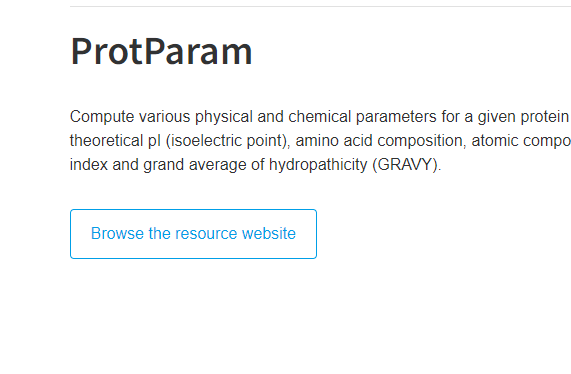 ProtParam
Compute various physical and chemical parameters for a given protein
theoretical pI (isoelectric point), amino acid composition, atomic compo
index and grand average of hydropathicity (GRAVY).
Browse the resource website